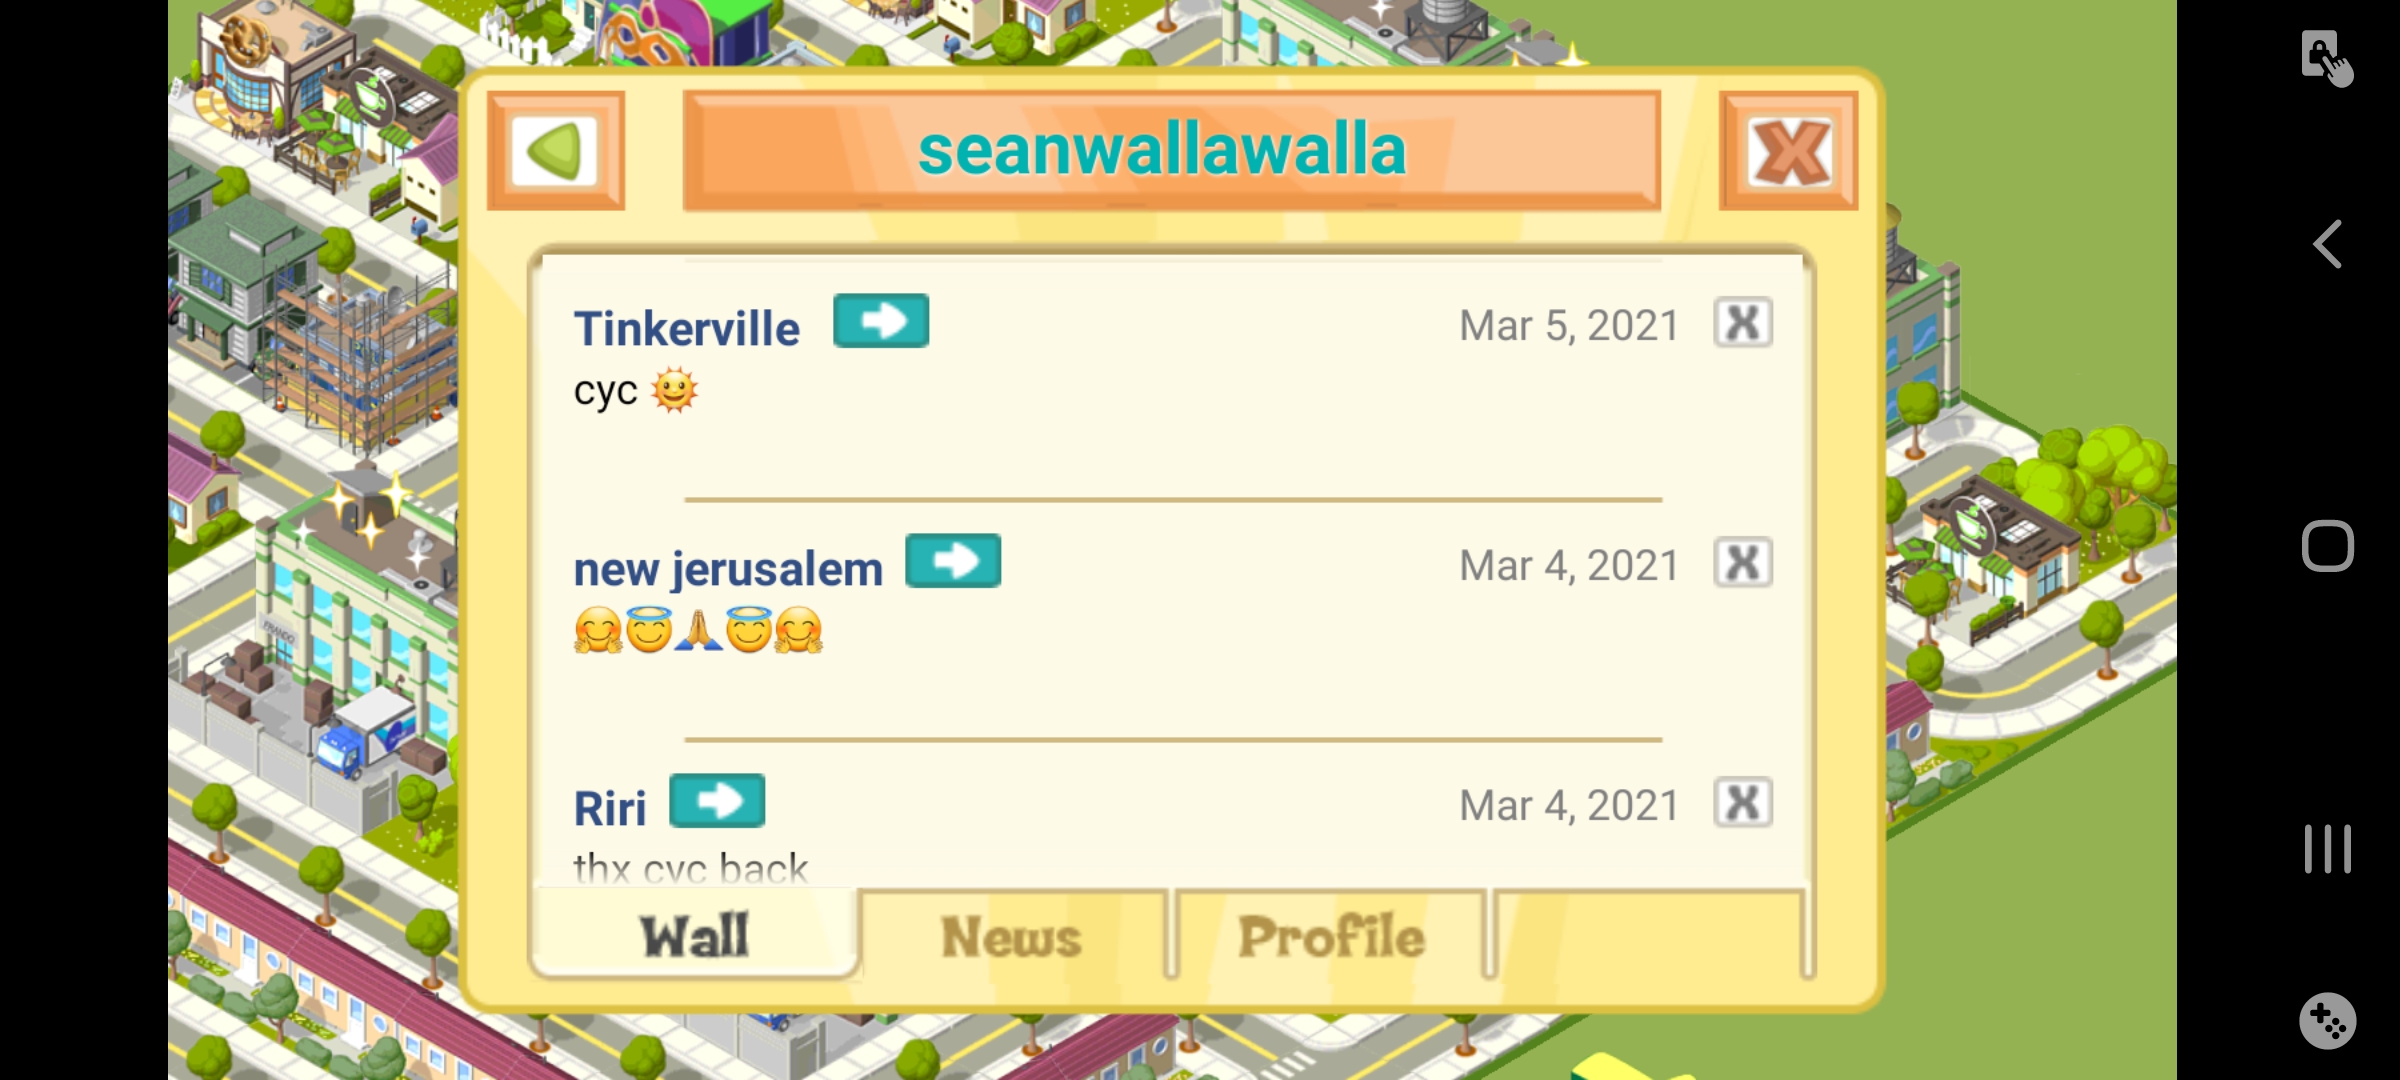 seanwallawalla
Tinkerville
Mar 5, 2021
X
cyc 🌞
new jerusalem
Mar 4, 2021
X
🤗😇🙏😇🤗
Riri
Mar 4, 2021
X
thx cyc back
Wall
News
Profile
FRANGO